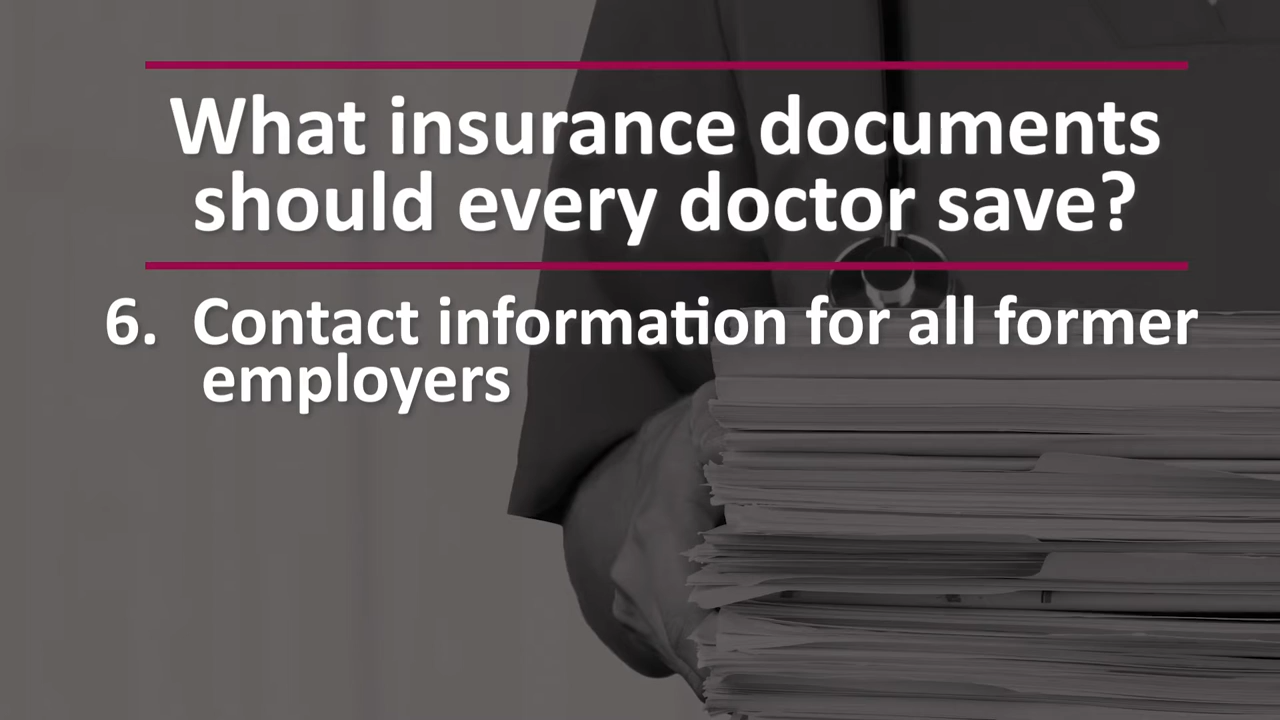 What insurance documents
should every doctor save?
6. Contact information for all former
employers